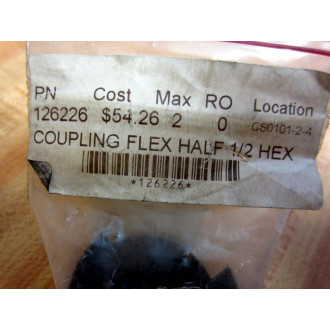 PN Cost Max RO Location
126226 $54.26 2 0 CS0101-2-4
COUPLING FLEX HALF 1/2 HEX
*126226*